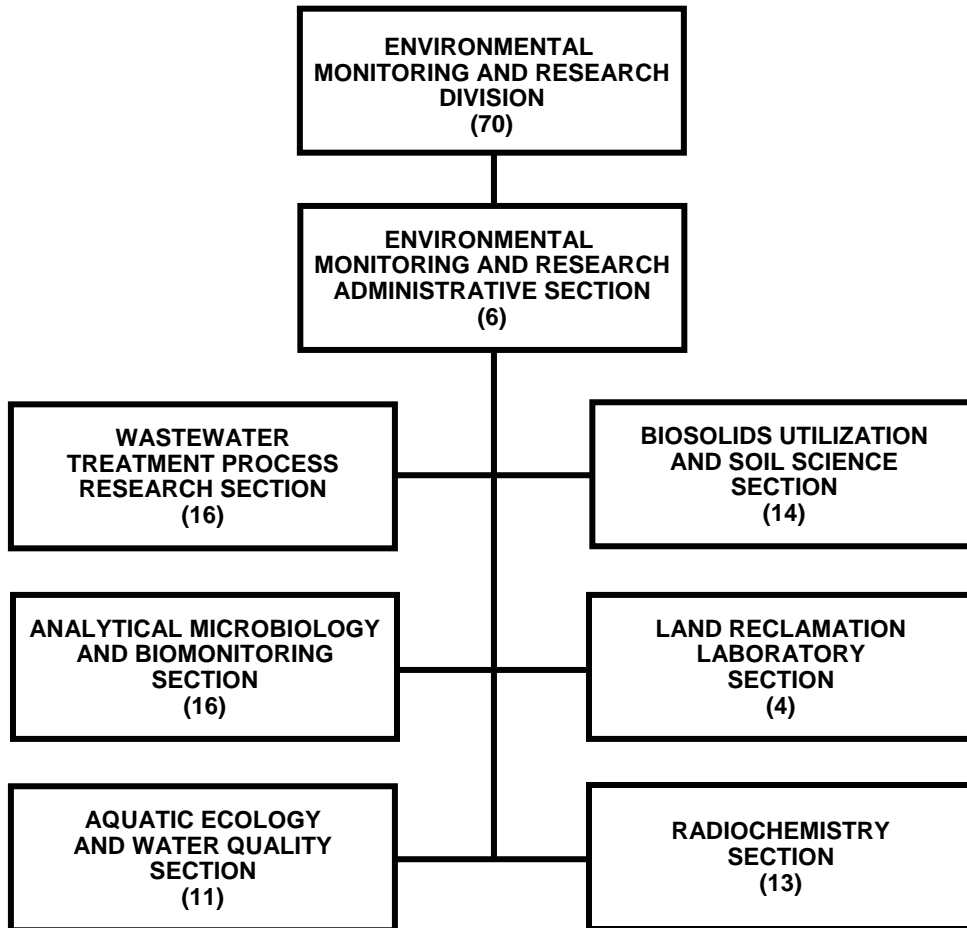 ENVIRONMENTAL
MONITORING AND RESEARCH
DIVISION
(70)
ENVIRONMENTAL
MONITORING AND RESEARCH
ADMINISTRATIVE SECTION
(6)
WASTEWATER
TREATMENT PROCESS
RESEARCH SECTION
(16)
BIOSOLIDS UTILIZATION
AND SOIL SCIENCE
SECTION
(14)
ANALYTICAL MICROBIOLOGY
AND BIOMONITORING
SECTION
(16)
LAND RECLAMATION
LABORATORY
SECTION
(4)
AQUATIC ECOLOGY
AND WATER QUALITY
SECTION
(11)
RADIOCHEMISTRY
SECTION
(13)